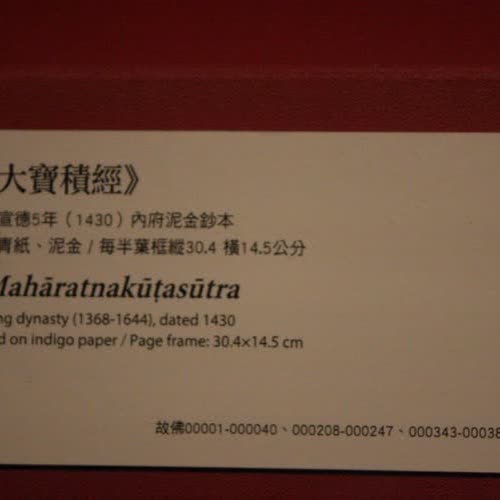 大寶積經》
宣德5年（1430）內府泥金鈔本
青紙、泥金 / 每半葉框縱30.4 橫14.5公分
Mahāratnakūṭasūtra
ng dynasty (1368-1644), dated 1430
d on indigo paper / Page frame: 30.4×14.5 cm
故佛00001-000040、000208-000247、000343-00038